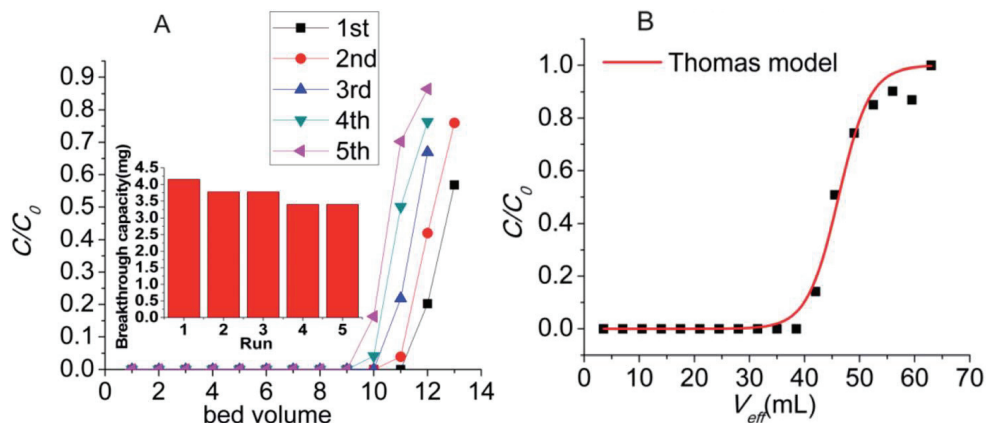 A
1st
2nd
3rd
4th
5th
C/C0
0.9
0.8
0.7
0.6
0.5
0.4
0.3
0.2
0.1
0.0
0 2 4 6 8 10 12 14
bed volume
Breakthrough capacity(mg)
4.5
4.0
3.5
3.0
2.5
2.0
1.5
1.0
0.5
0.0
1 2 3 4 5
Run
B
Thomas model
C/C0
1.0
0.8
0.6
0.4
0.2
0.0
0 10 20 30 40 50 60 70
Veff(mL)